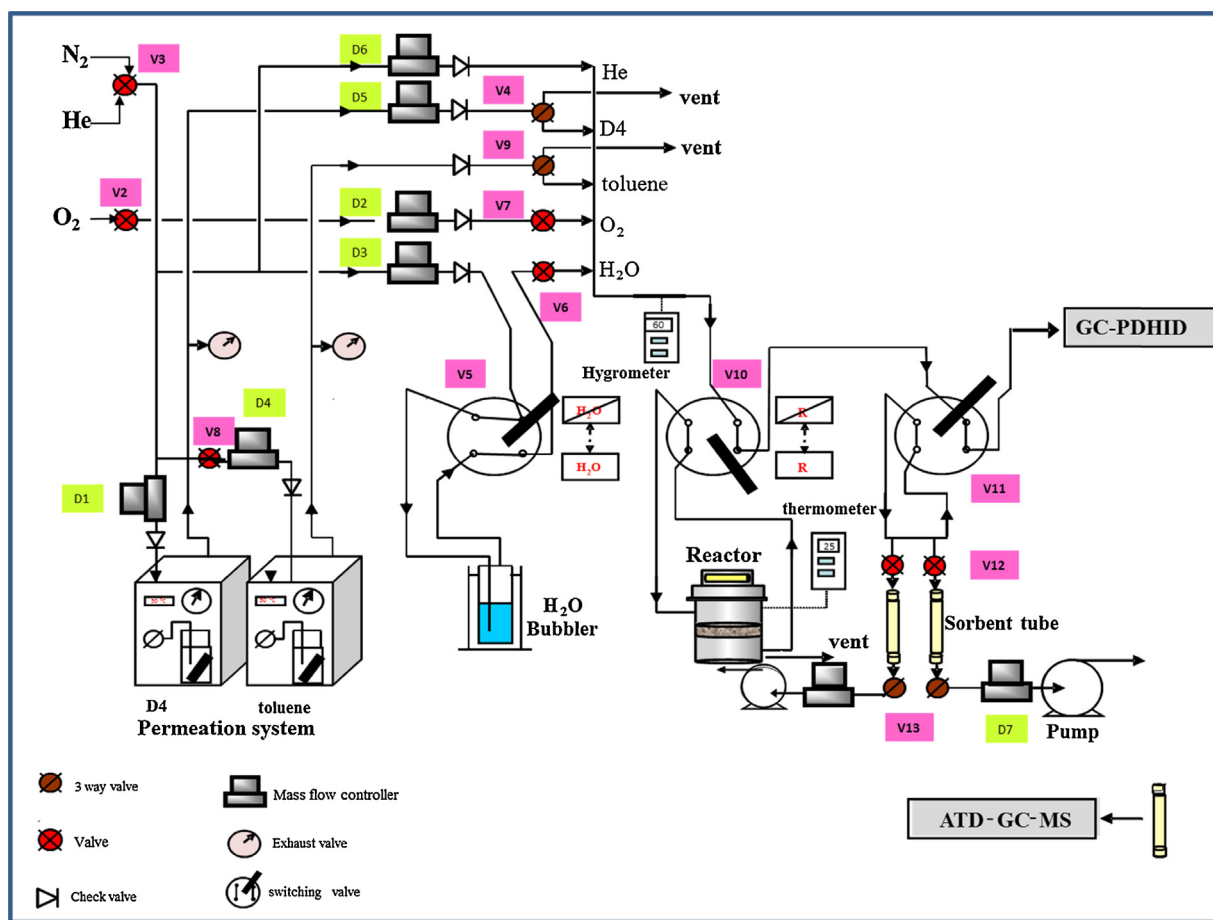 N2
V3
He
V2
O2
D6
He
D5
V4
vent
D4
V9
vent
toluene
D2
V7
O2
D3
H2O
V6
60
Hygrometer
V10
GC-PDHID
V5
H2O
H2O
R
R
D4
V8
D1
V11
thermometer
25
Reactor
V12
H2O
Bubbler
Sorbent tube
vent
V13
D7
Pump
D4
toluene
Permeation system
3 way valve
Mass flow controller
Valve
Exhaust valve
Check valve
switching valve
ATD-GC-MS